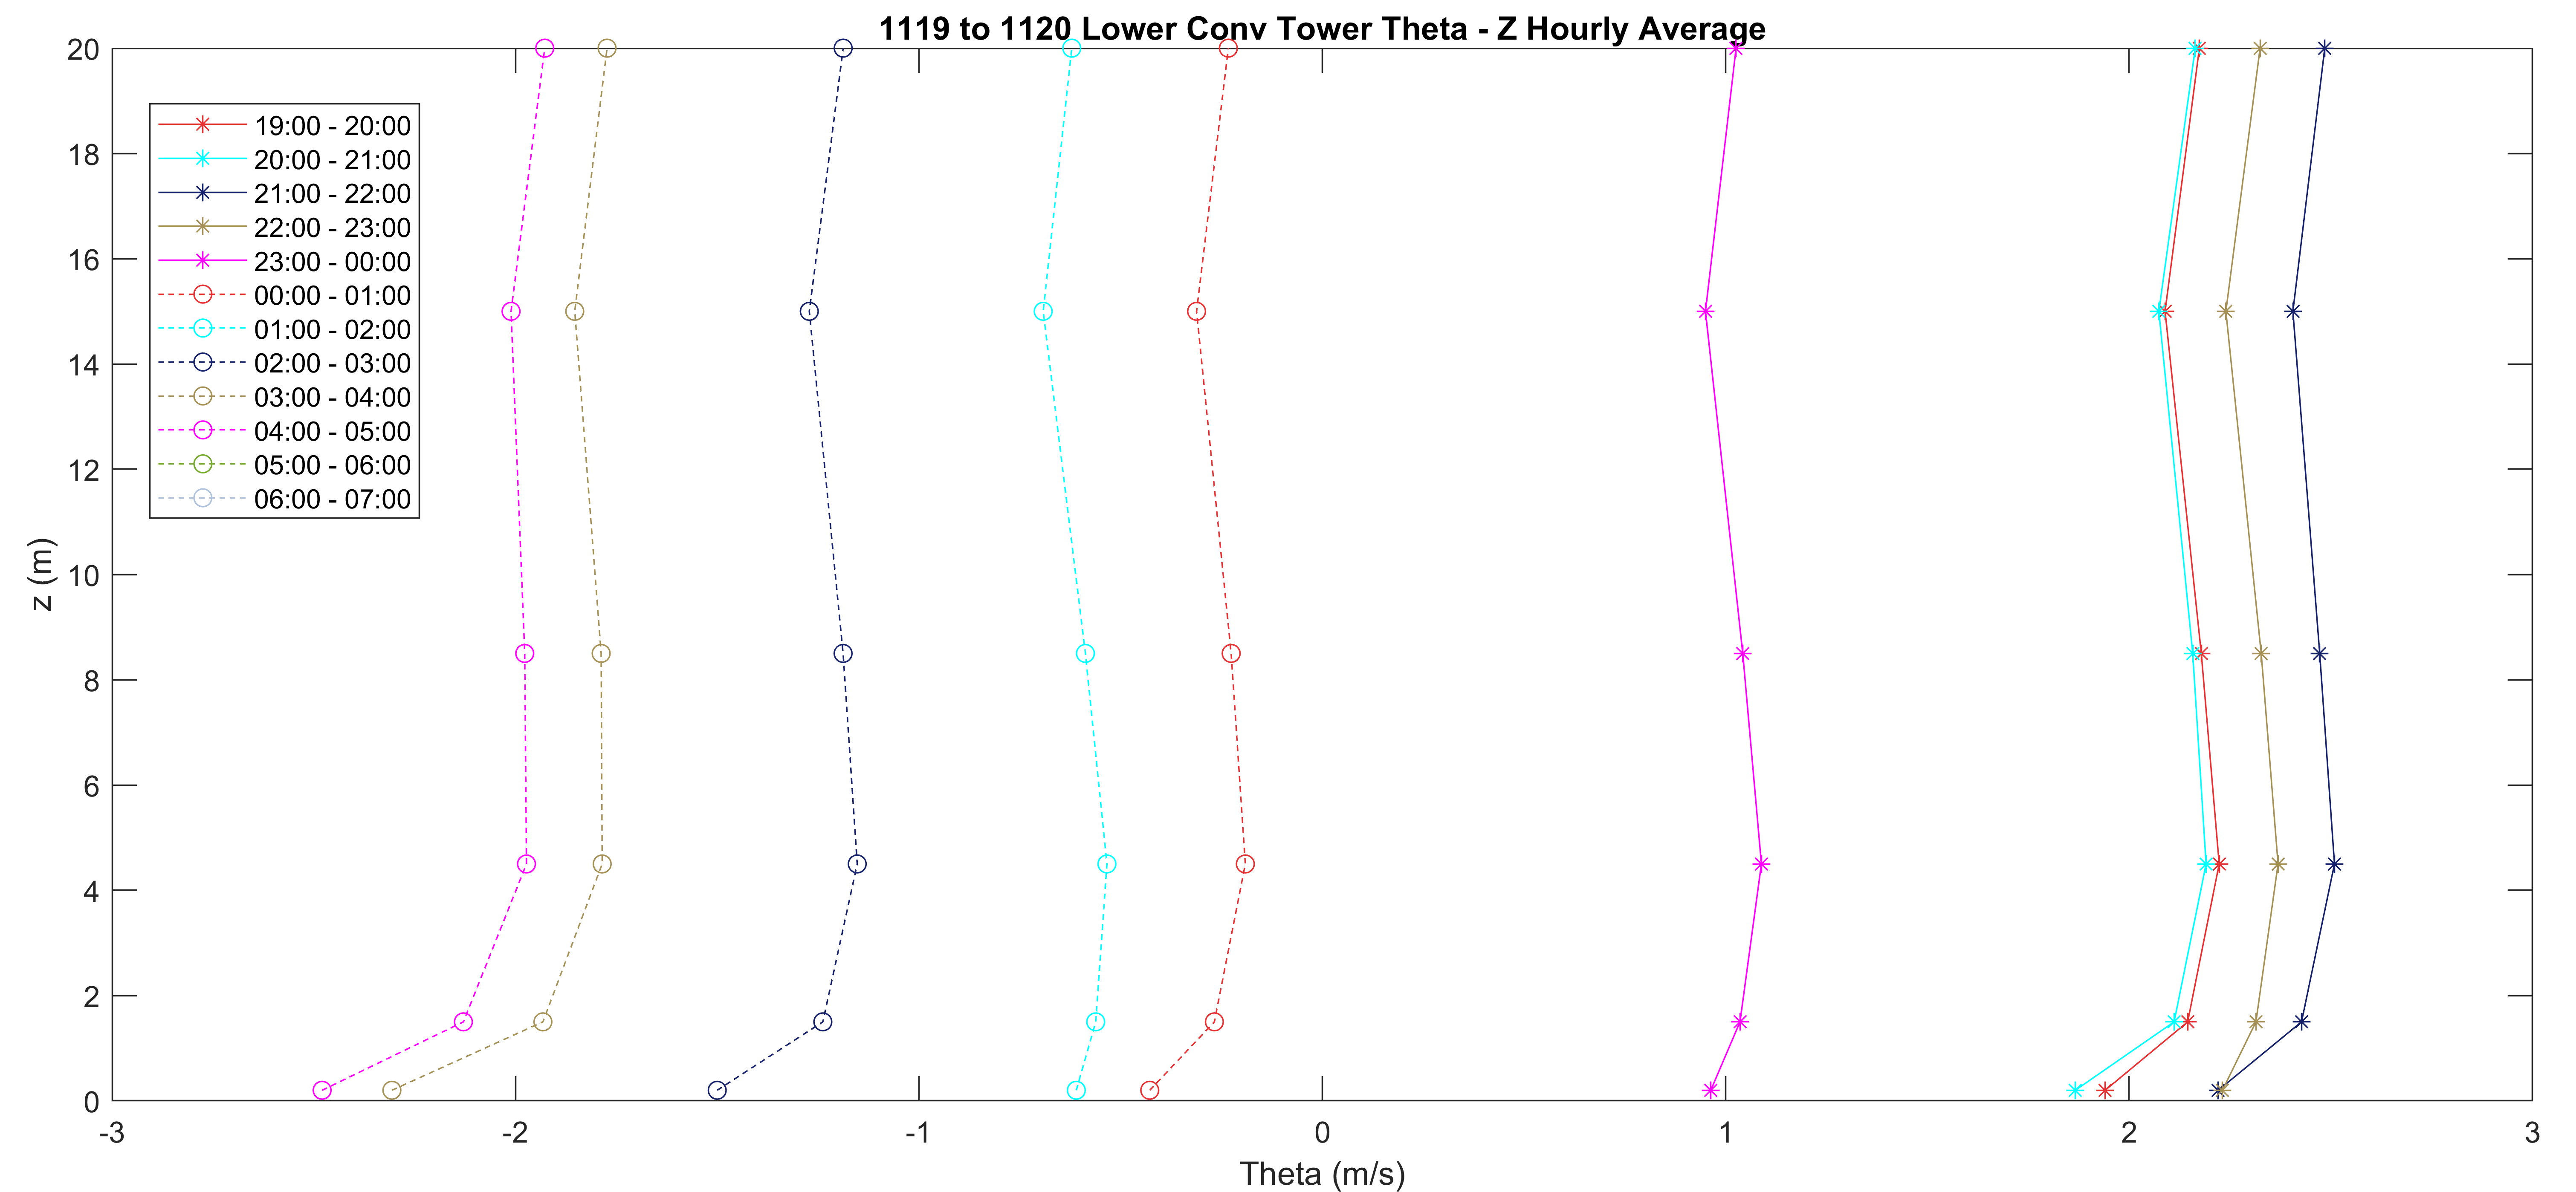 1119 to 1120 Lower Conv Tower Theta - Z Hourly Average
20
18
16
14
12
10
8
6
4
2
0
z (m)
19:00 - 20:00
20:00 - 21:00
21:00 - 22:00
22:00 - 23:00
23:00 - 00:00
00:00 - 01:00
01:00 - 02:00
02:00 - 03:00
03:00 - 04:00
04:00 - 05:00
05:00 - 06:00
06:00 - 07:00
-3 -2 -1 0 1 2 3
Theta (m/s)